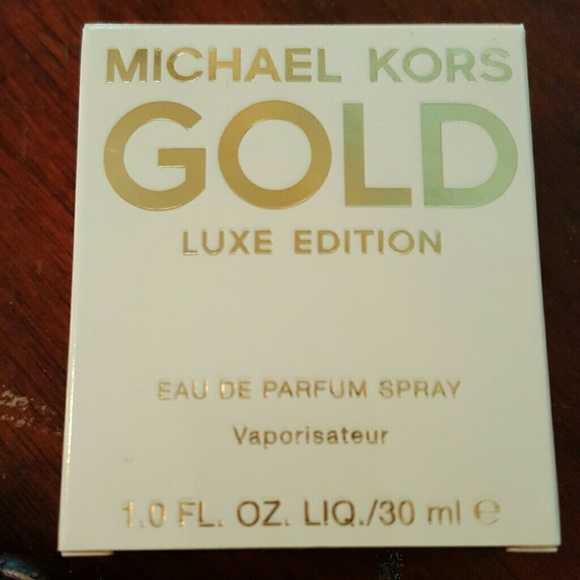 MICHAEL KORS
GOLD
LUXE EDITION
EAU DE PARFUM SPRAY
Vaporisateur
1.0 FL. OZ. LIQ./30 ml ℮